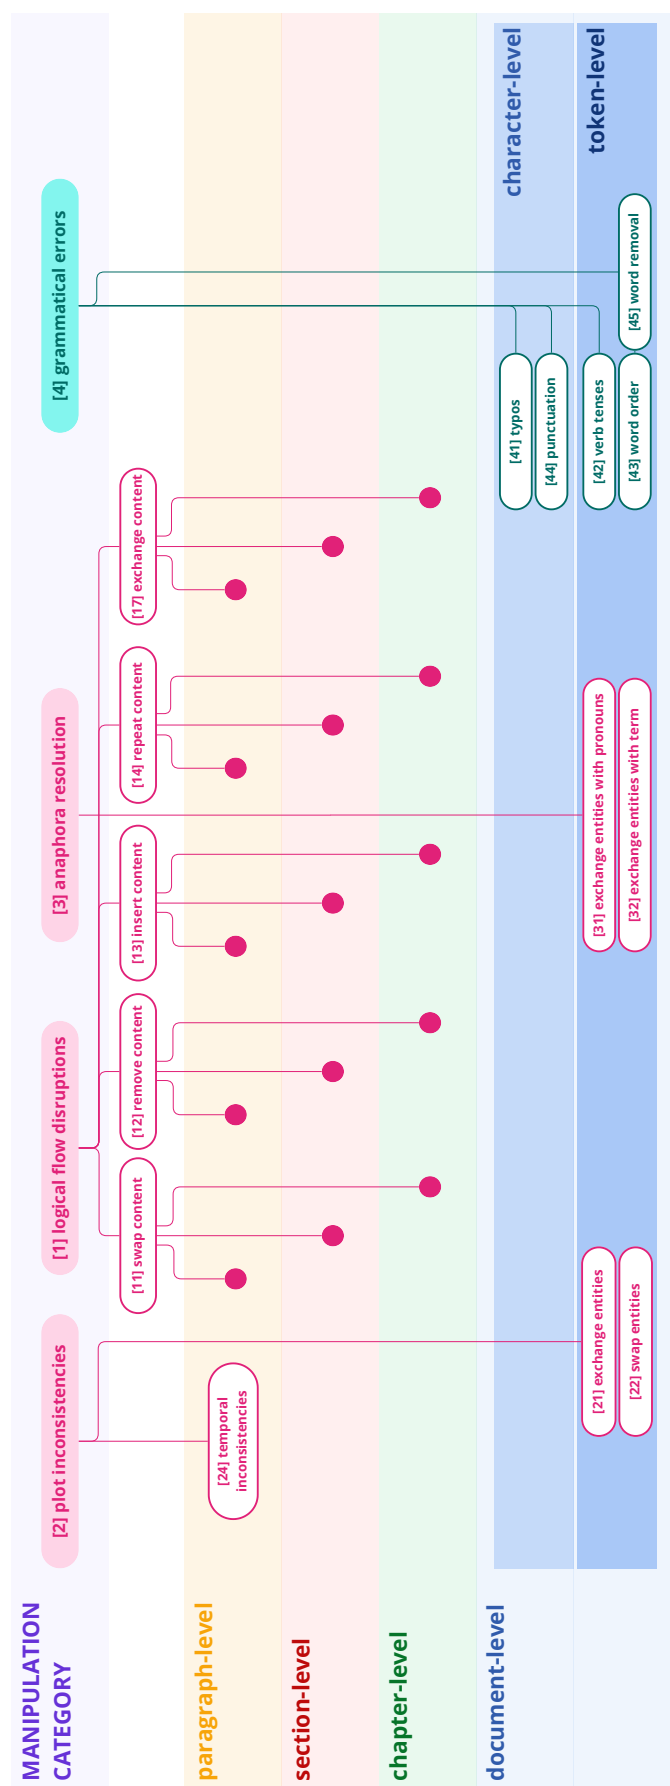 MANIPULATION
CATEGORY
[2] plot inconsistencies
[1] logical flow disruptions
[3] anaphora resolution
[4] grammatical errors
[11] swap content
[12] remove content
[13] insert content
[14] repeat content
[17] exchange content
paragraph-level
[24] temporal
inconsistencies
section-level
chapter-level
document-level
character-level
[41] typos
[44] punctuation
token-level
[21] exchange entities
[22] swap entities
[31] exchange entities with pronouns
[32] exchange entities with term
[42] verb tenses
[43] word order
[45] word removal